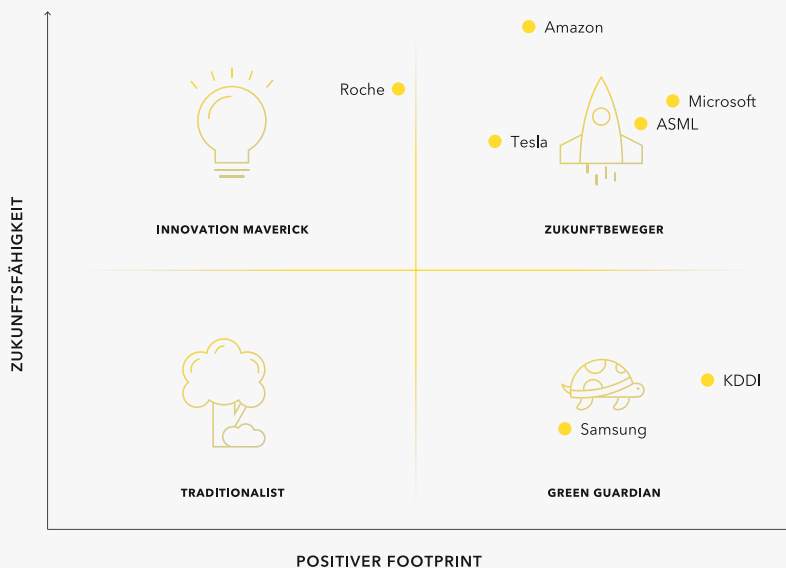 Amazon
Roche
Microsoft
ASML
Tesla
INNOVATION MAVERICK
ZUKUNFTBEWEGER
ZUKUNFTSFÄHIGKEIT
KDDI
Samsung
TRADITIONALIST
GREEN GUARDIAN
POSITIVER FOOTPRINT